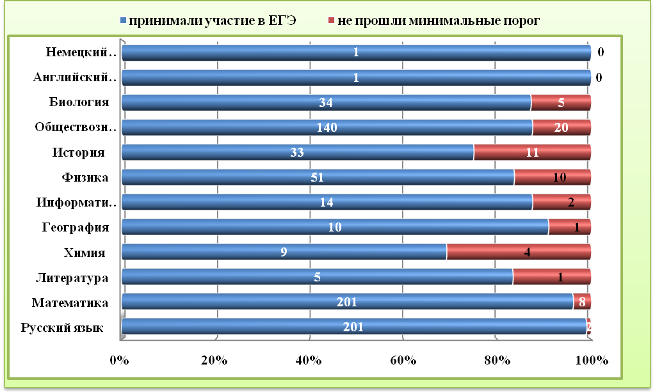 принимали участие в ЕГЭ не прошли минимальные порог
Немецкий.. 1 0
Английский.. 1 0
Биология 34 5
Обществозн.. 140 20
История 33 11
Физика 51 10
Информати.. 14 2
География 10 1
Химия 9 4
Литература 5 1
Математика 201 8
Русский язык 201 2
0% 20% 40% 60% 80% 100%